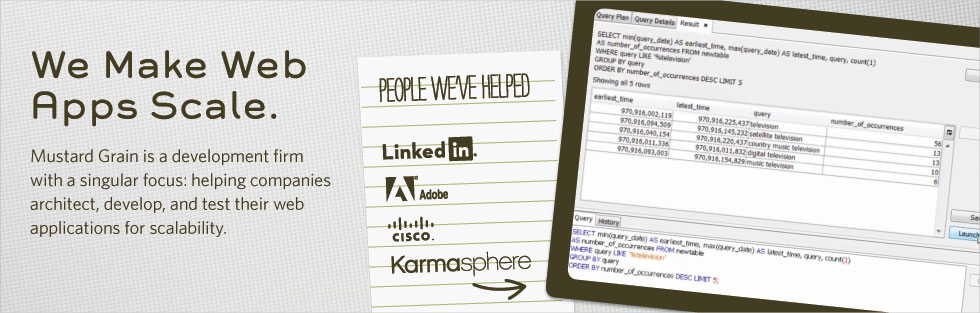 We Make Web
Apps Scale.
Mustard Grain is a development firm
with a singular focus: helping companies
architect, develop, and test their web
applications for scalability.
PEOPLE WE'VE HELPED
Linked in.
Adobe
CISCO.
Karmasphere
Query Plan Query Details Result
SELECT min(query_date) AS earliest_time, max(query_date) AS latest_time, query, count(1)
AS number_of_occurrences FROM newtable
WHERE query LIKE '%television'
GROUP BY query
ORDER BY number_of_occurrences DESC LIMIT 5
Showing all 5 rows
earliest_time latest_time query number_of_occurrences
970,916,002,119 970,916,225,437 television 56
970,916,094,509 970,916,145,232 satellite television 13
970,916,040,154 970,916,220,437 country music television 13
970,916,011,336 970,916,011,832 digital television 10
970,916,093,003 970,916,154,829 music television 6
Launch
Query History
SELECT min(query_date) AS earliest_time, max(query_date) AS latest_time, query, count(1)
AS number_of_occurrences FROM newtable
WHERE query LIKE '%television'
GROUP BY query
ORDER BY number_of_occurrences DESC LIMIT 5;